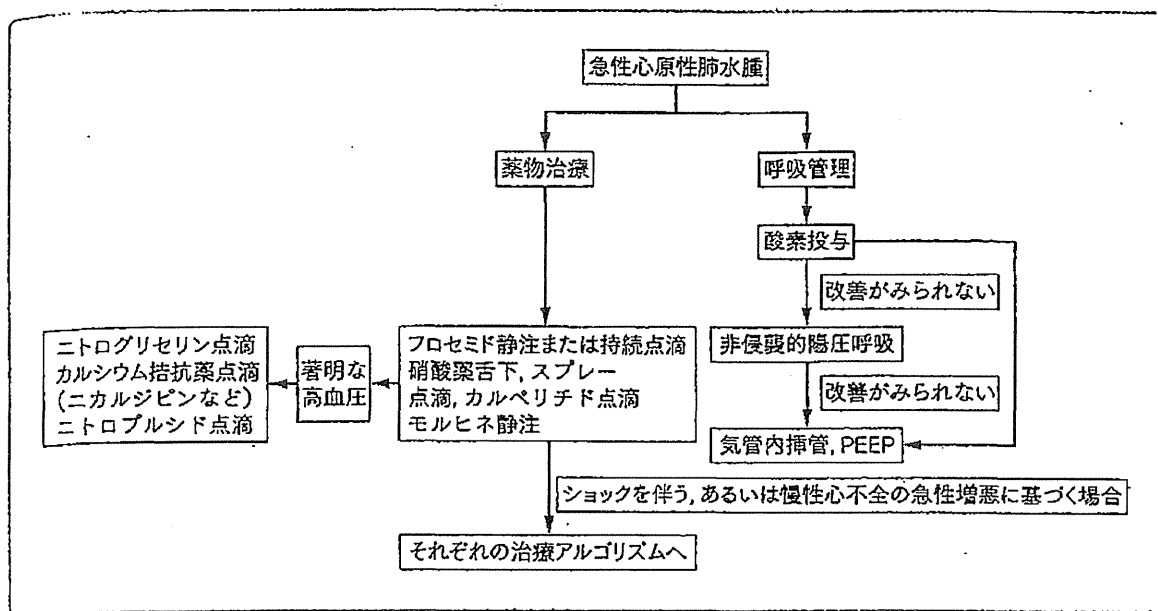 急性心原性肺水腫
薬物治療
呼吸管理
酸素投与
改善がみられない
非侵襲的陽圧呼吸
改善がみられない
気管内挿管, PEEP
フロセミド静注または持続点滴
硝酸薬舌下, スプレー
点滴, カルペリチド点滴
モルヒネ静注
著明な
高血圧
ニトログリセリン点滴
カルシウム拮抗薬点滴
(ニカルジピンなど)
ニトロプルシド点滴
ショックを伴う, あるいは慢性心不全の急性増悪に基づく場合
それぞれの治療アルゴリズムへ